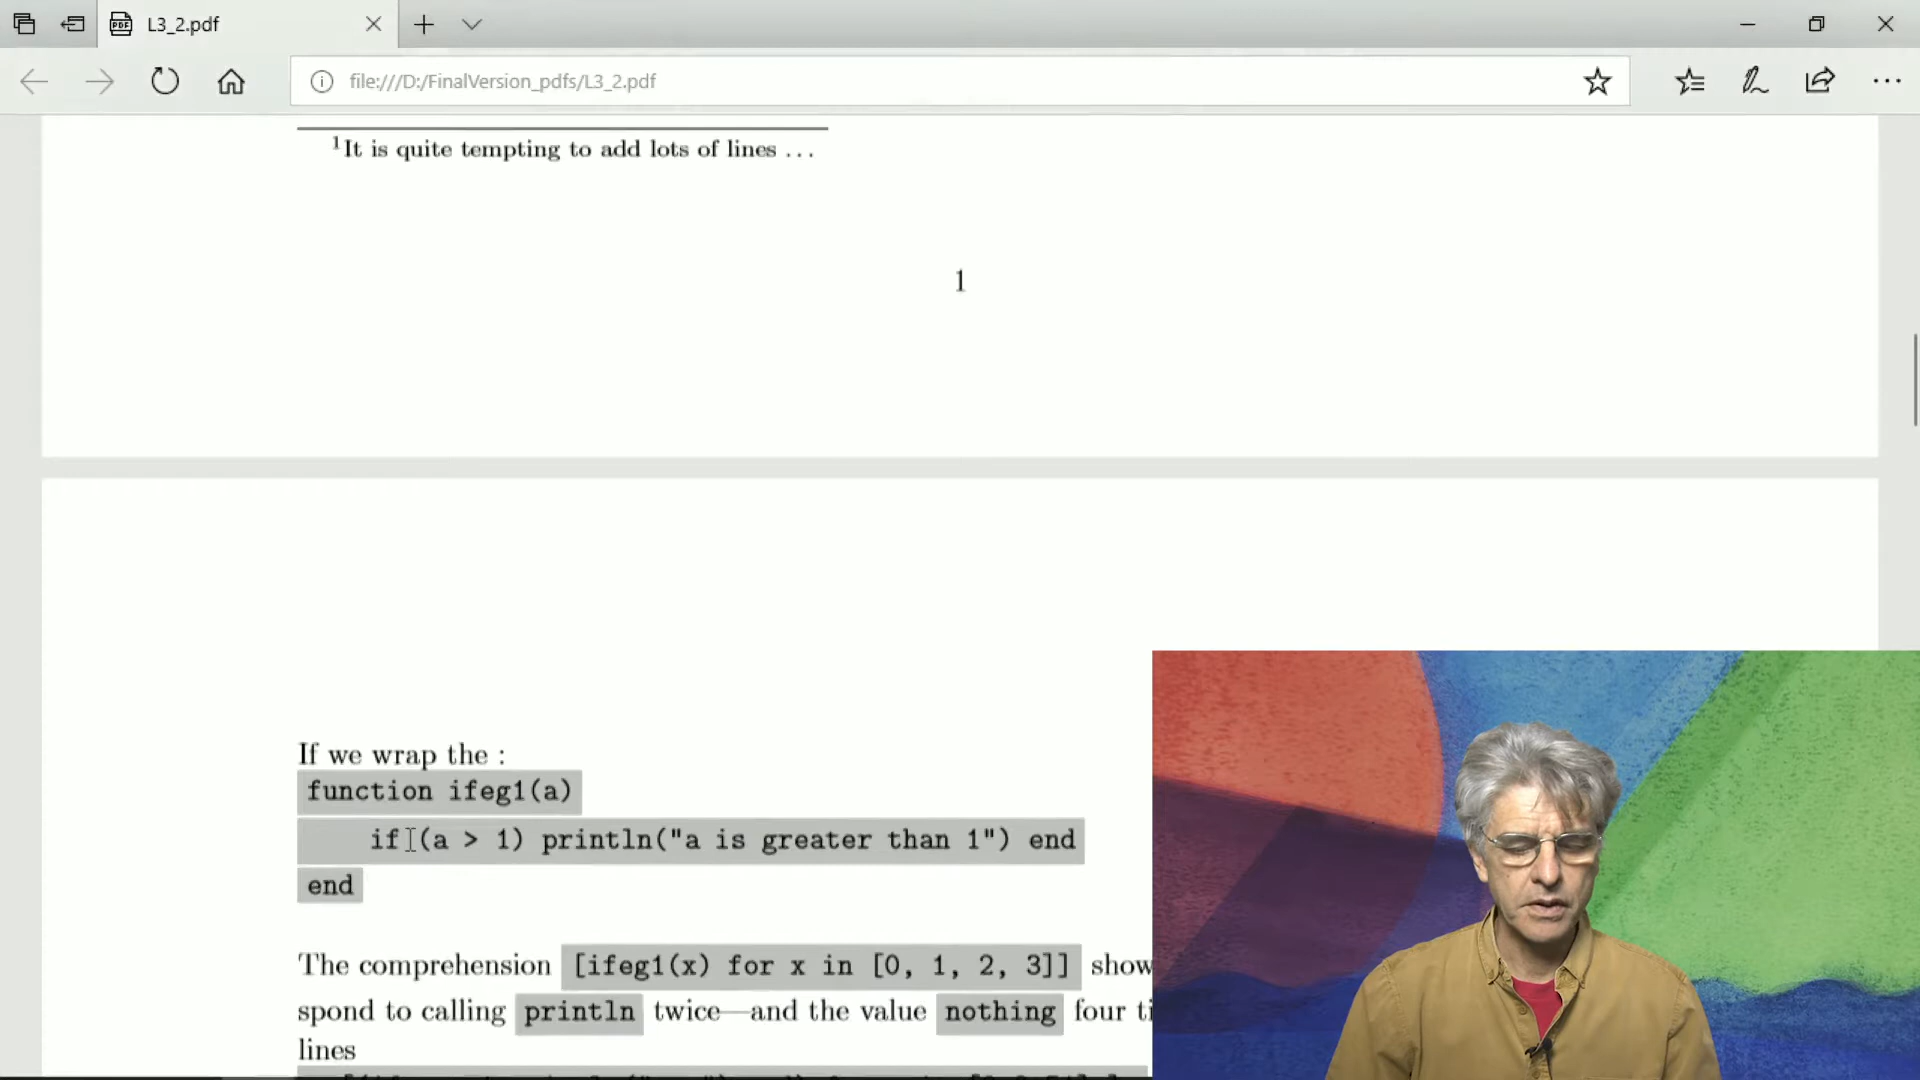 L3_2.pdf
file:///D:/FinalVersion_pdfs/L3_2.pdf
¹It is quite tempting to add lots of lines ...
1
If we wrap the :
function ifeg1(a)
if (a > 1) println("a is greater than 1") end
end
The comprehension [ifeg1(x) for x in [0, 1, 2, 3]] show
spond to calling println twice—and the value nothing four ti
lines